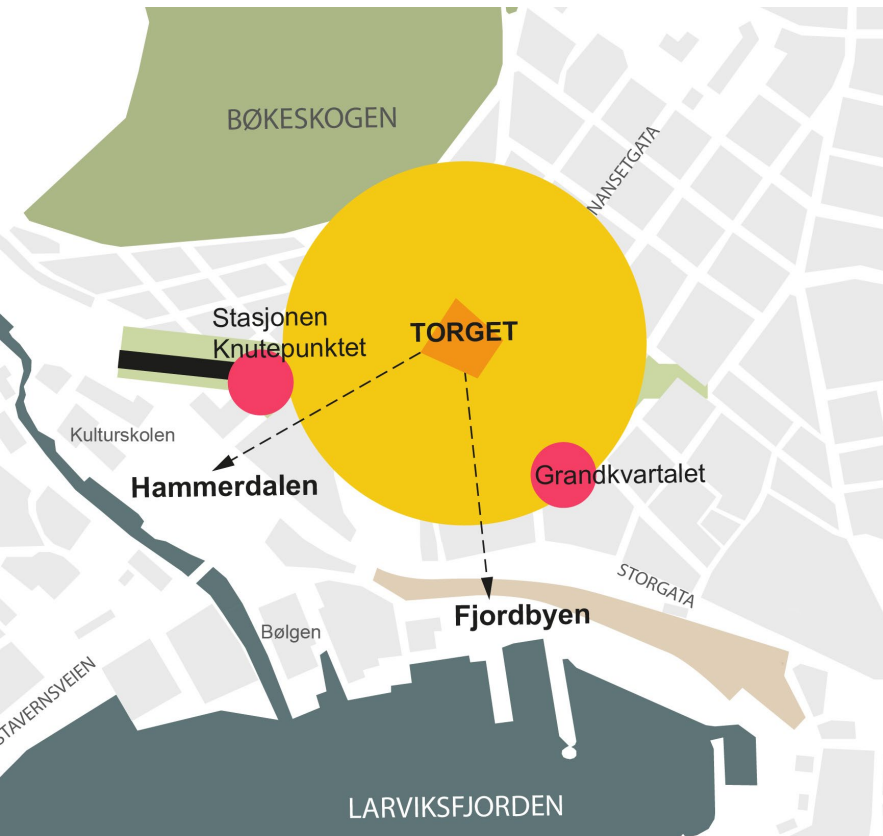 BØKESKOGEN
NANSETGATA
Stasjonen
Knutepunktet
TORGET
Kulturskolen
Hammerdalen
Grandkvartalet
STORGATA
Fjordbyen
Bølgen
STAVERNSVEIEN
LARVIKSFJORDEN